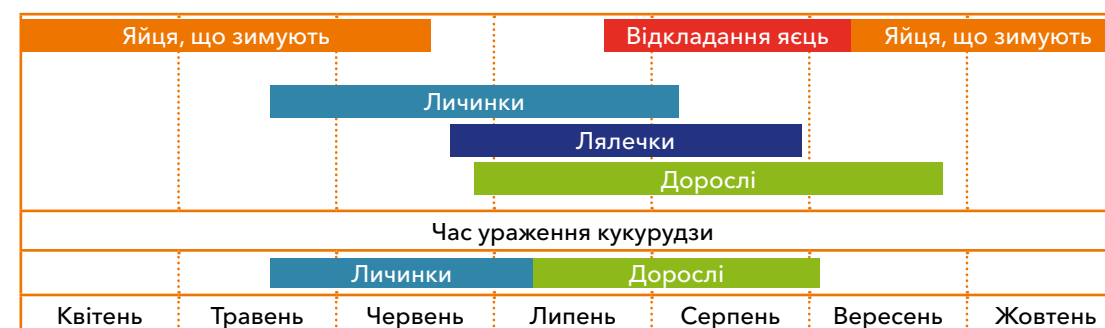 Яйця, що зимують
Відкладання яєць
Яйця, що зимують
Личинки
Лялечки
Дорослі
Час ураження кукурудзи
Личинки
Дорослі
Квітень
Травень
Червень
Липень
Серпень
Вересень
Жовтень